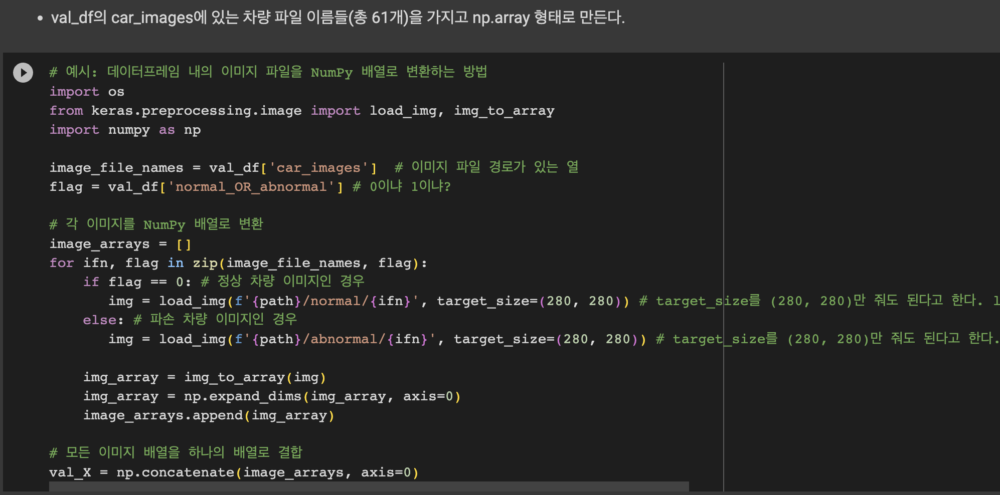 • val_df의 car_images에 있는 차량 파일 이름들(총 61개)을 가지고 np.array 형태로 만든다.
# 예시: 데이터프레임 내의 이미지 파일을 NumPy 배열로 변환하는 방법
import os
from keras.preprocessing.image import load_img, img_to_array
import numpy as np
image_file_names = val_df['car_images']  # 이미지 파일 경로가 있는 열
flag = val_df['normal_OR_abnormal'] # 0이냐 1이냐?
# 각 이미지를 NumPy 배열로 변환
image_arrays = []
for ifn, flag in zip(image_file_names, flag):
    if flag == 0: # 정상 차량 이미지인 경우
       img = load_img(f'{path}/normal/{ifn}', target_size=(280, 280)) # target_size를 (280, 280)만 줘도 된다고 한다.
    else: # 파손 차량 이미지인 경우
       img = load_img(f'{path}/abnormal/{ifn}', target_size=(280, 280)) # target_size를 (280, 280)만 줘도 된다고 한다.
    img_array = img_to_array(img)
    img_array = np.expand_dims(img_array, axis=0)
    image_arrays.append(img_array)
# 모든 이미지 배열을 하나의 배열로 결합
val_X = np.concatenate(image_arrays, axis=0)